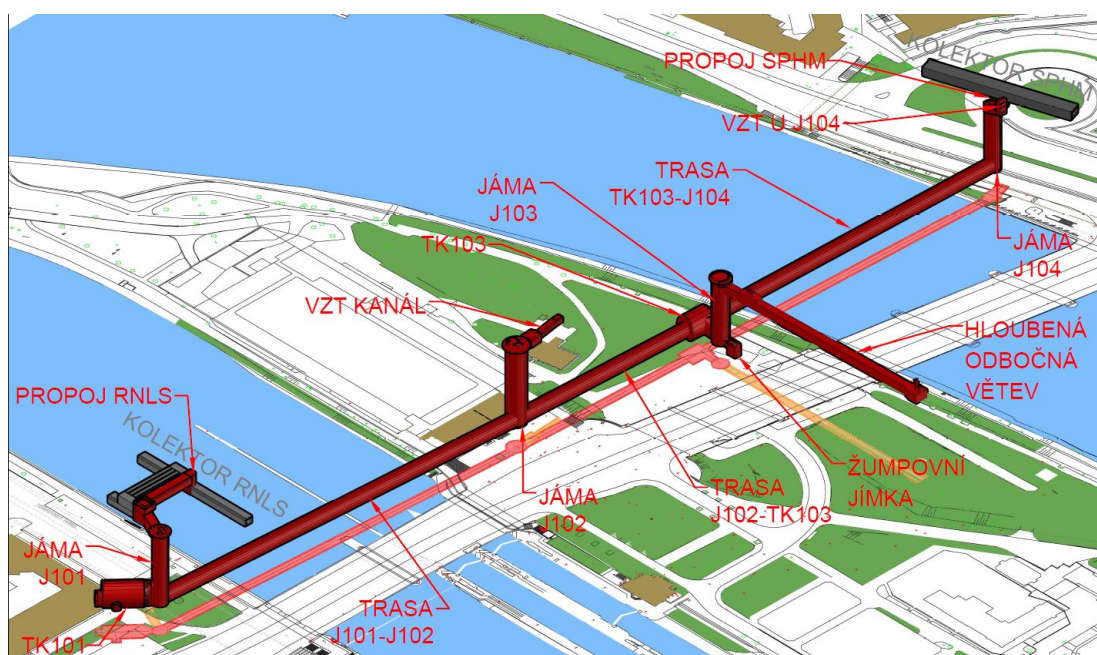 PROPOJ SPHM
KOLEKTOR SPHM
VZT U J104
TRASA
TK103-J104
JÁMA
J103
TK103
JÁMA
J104
VZT KANÁL
HLOUBENÁ
ODBOČNÁ
VĚTEV
PROPOJ RNLS
KOLEKTOR RNLS
ŽUMPOVNÍ
JÍMKA
TRASA
J102-TK103
JÁMA
J102
JÁMA
J101
TRASA
J101-J102
TK101